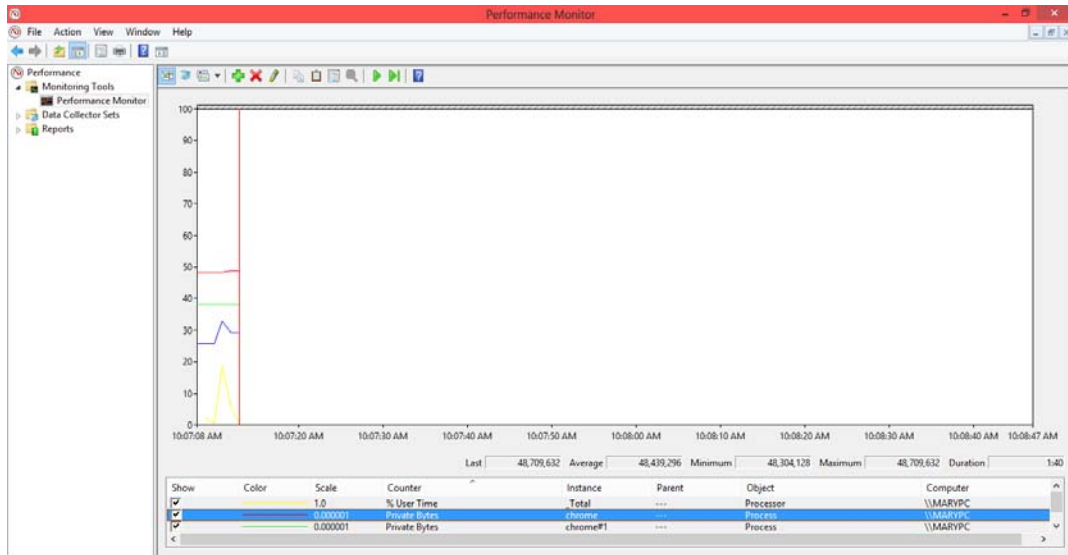 Performance Monitor
File Action View Window Help
Performance
Monitoring Tools
Performance Monitor
Data Collector Sets
Reports
100
90
80
70
60
50
40
30
20
10
0
10:07:08 AM 10:07:20 AM 10:07:30 AM 10:07:40 AM 10:07:50 AM 10:08:00 AM 10:08:10 AM 10:08:20 AM 10:08:30 AM 10:08:40 AM 10:08:47 AM
Last 48,709,632 Average 48,439,296 Minimum 48,304,128 Maximum 48,709,632 Duration 1:40
Show Color Scale Counter Instance Parent Object Computer
1.0 % User Time _Total --- Processor \\MARYPC
0.000001 Private Bytes chrome --- Process \\MARYPC
0.000001 Private Bytes chrome#1 --- Process \\MARYPC